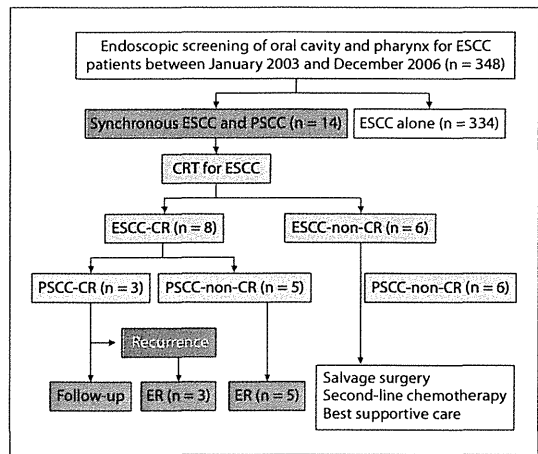 Endoscopic screening of oral cavity and pharynx for ESCC
patients between January 2003 and December 2006 (n = 348)
Synchronous ESCC and PSCC (n = 14)
ESCC alone (n = 334)
CRT for ESCC
ESCC-CR (n = 8)
ESCC-non-CR (n = 6)
PSCC-CR (n = 3)
PSCC-non-CR (n = 5)
PSCC-non-CR (n = 6)
Recurrence
Follow-up
ER (n = 3)
ER (n = 5)
Salvage surgery
Second-line chemotherapy
Best supportive care